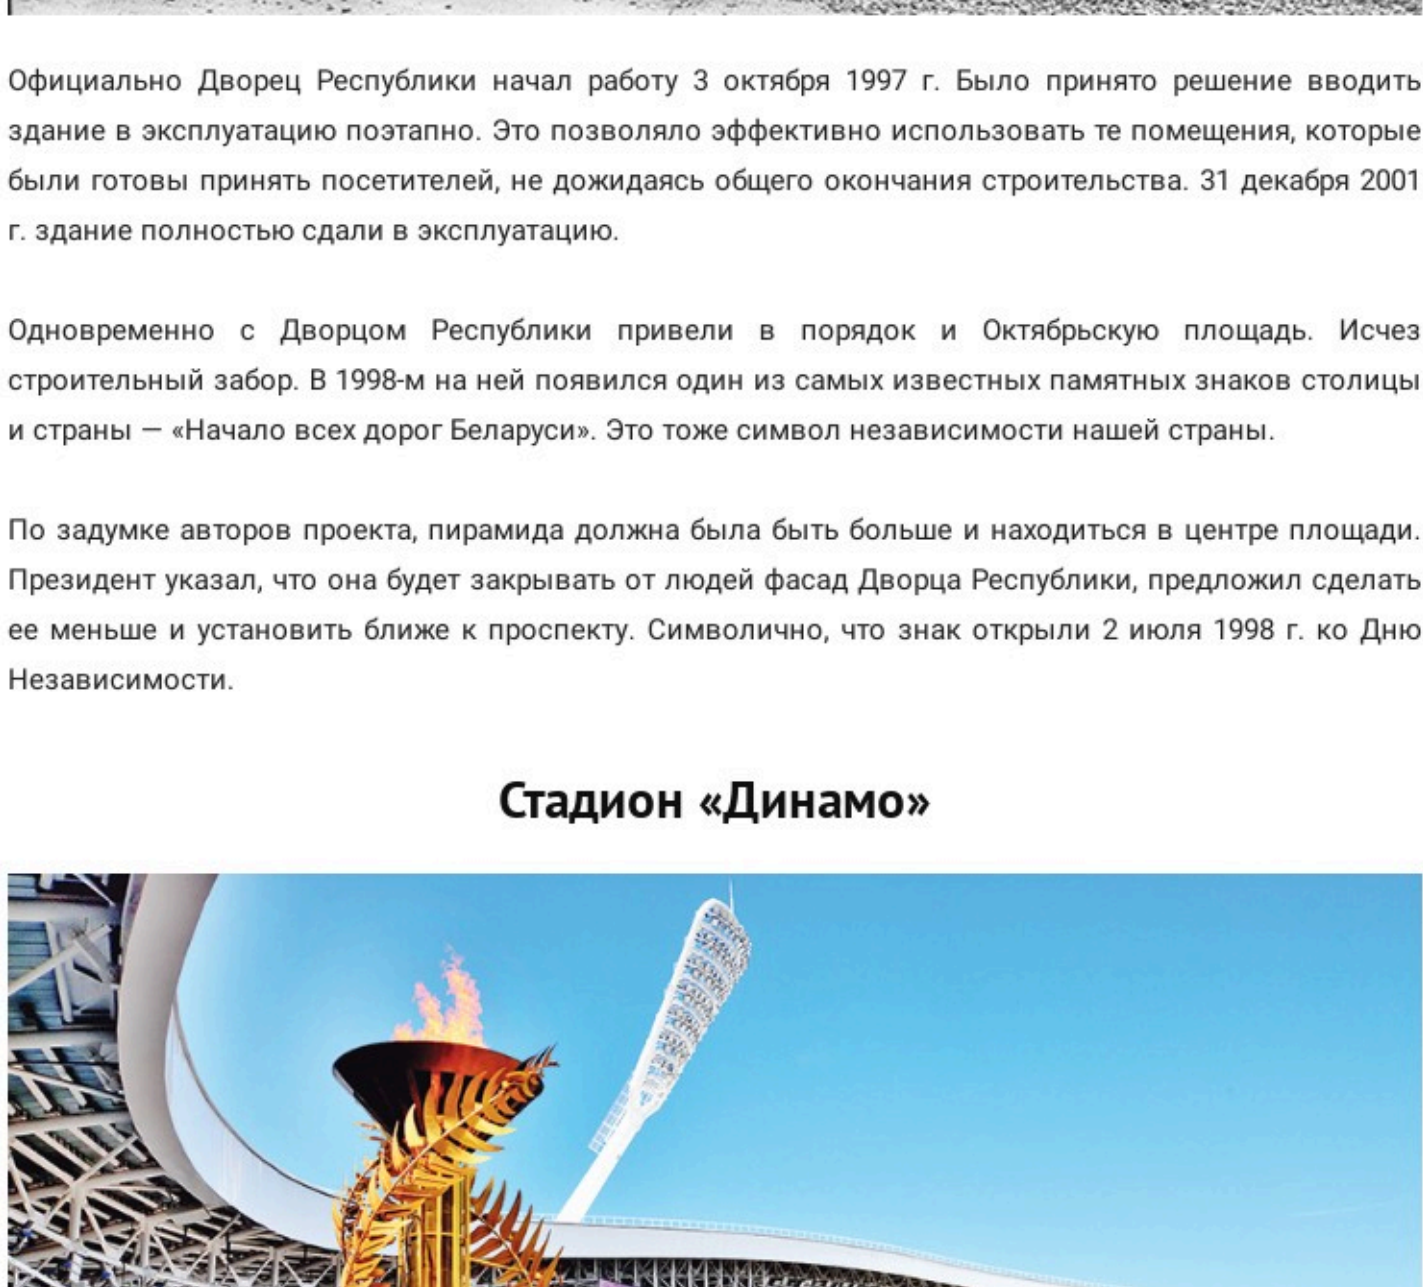 Официально Дворец Республики начал работу 3 октября 1997 г. Было принято решение вводить
здание в эксплуатацию поэтапно. Это позволяло эффективно использовать те помещения, которые
были готовы принять посетителей, не дожидаясь общего окончания строительства. 31 декабря 2001
г. здание полностью сдали в эксплуатацию.
Одновременно с Дворцом Республики привели в порядок и Октябрьскую площадь. Исчез
строительный забор. В 1998-м на ней появился один из самых известных памятных знаков столицы
и страны — «Начало всех дорог Беларуси». Это тоже символ независимости нашей страны.
По задумке авторов проекта, пирамида должна была быть больше и находиться в центре площади.
Президент указал, что она будет закрывать от людей фасад Дворца Республики, предложил сделать
ее меньше и установить ближе к проспекту. Символично, что знак открыли 2 июля 1998 г. ко Дню
Независимости.
Стадион «Динамо»